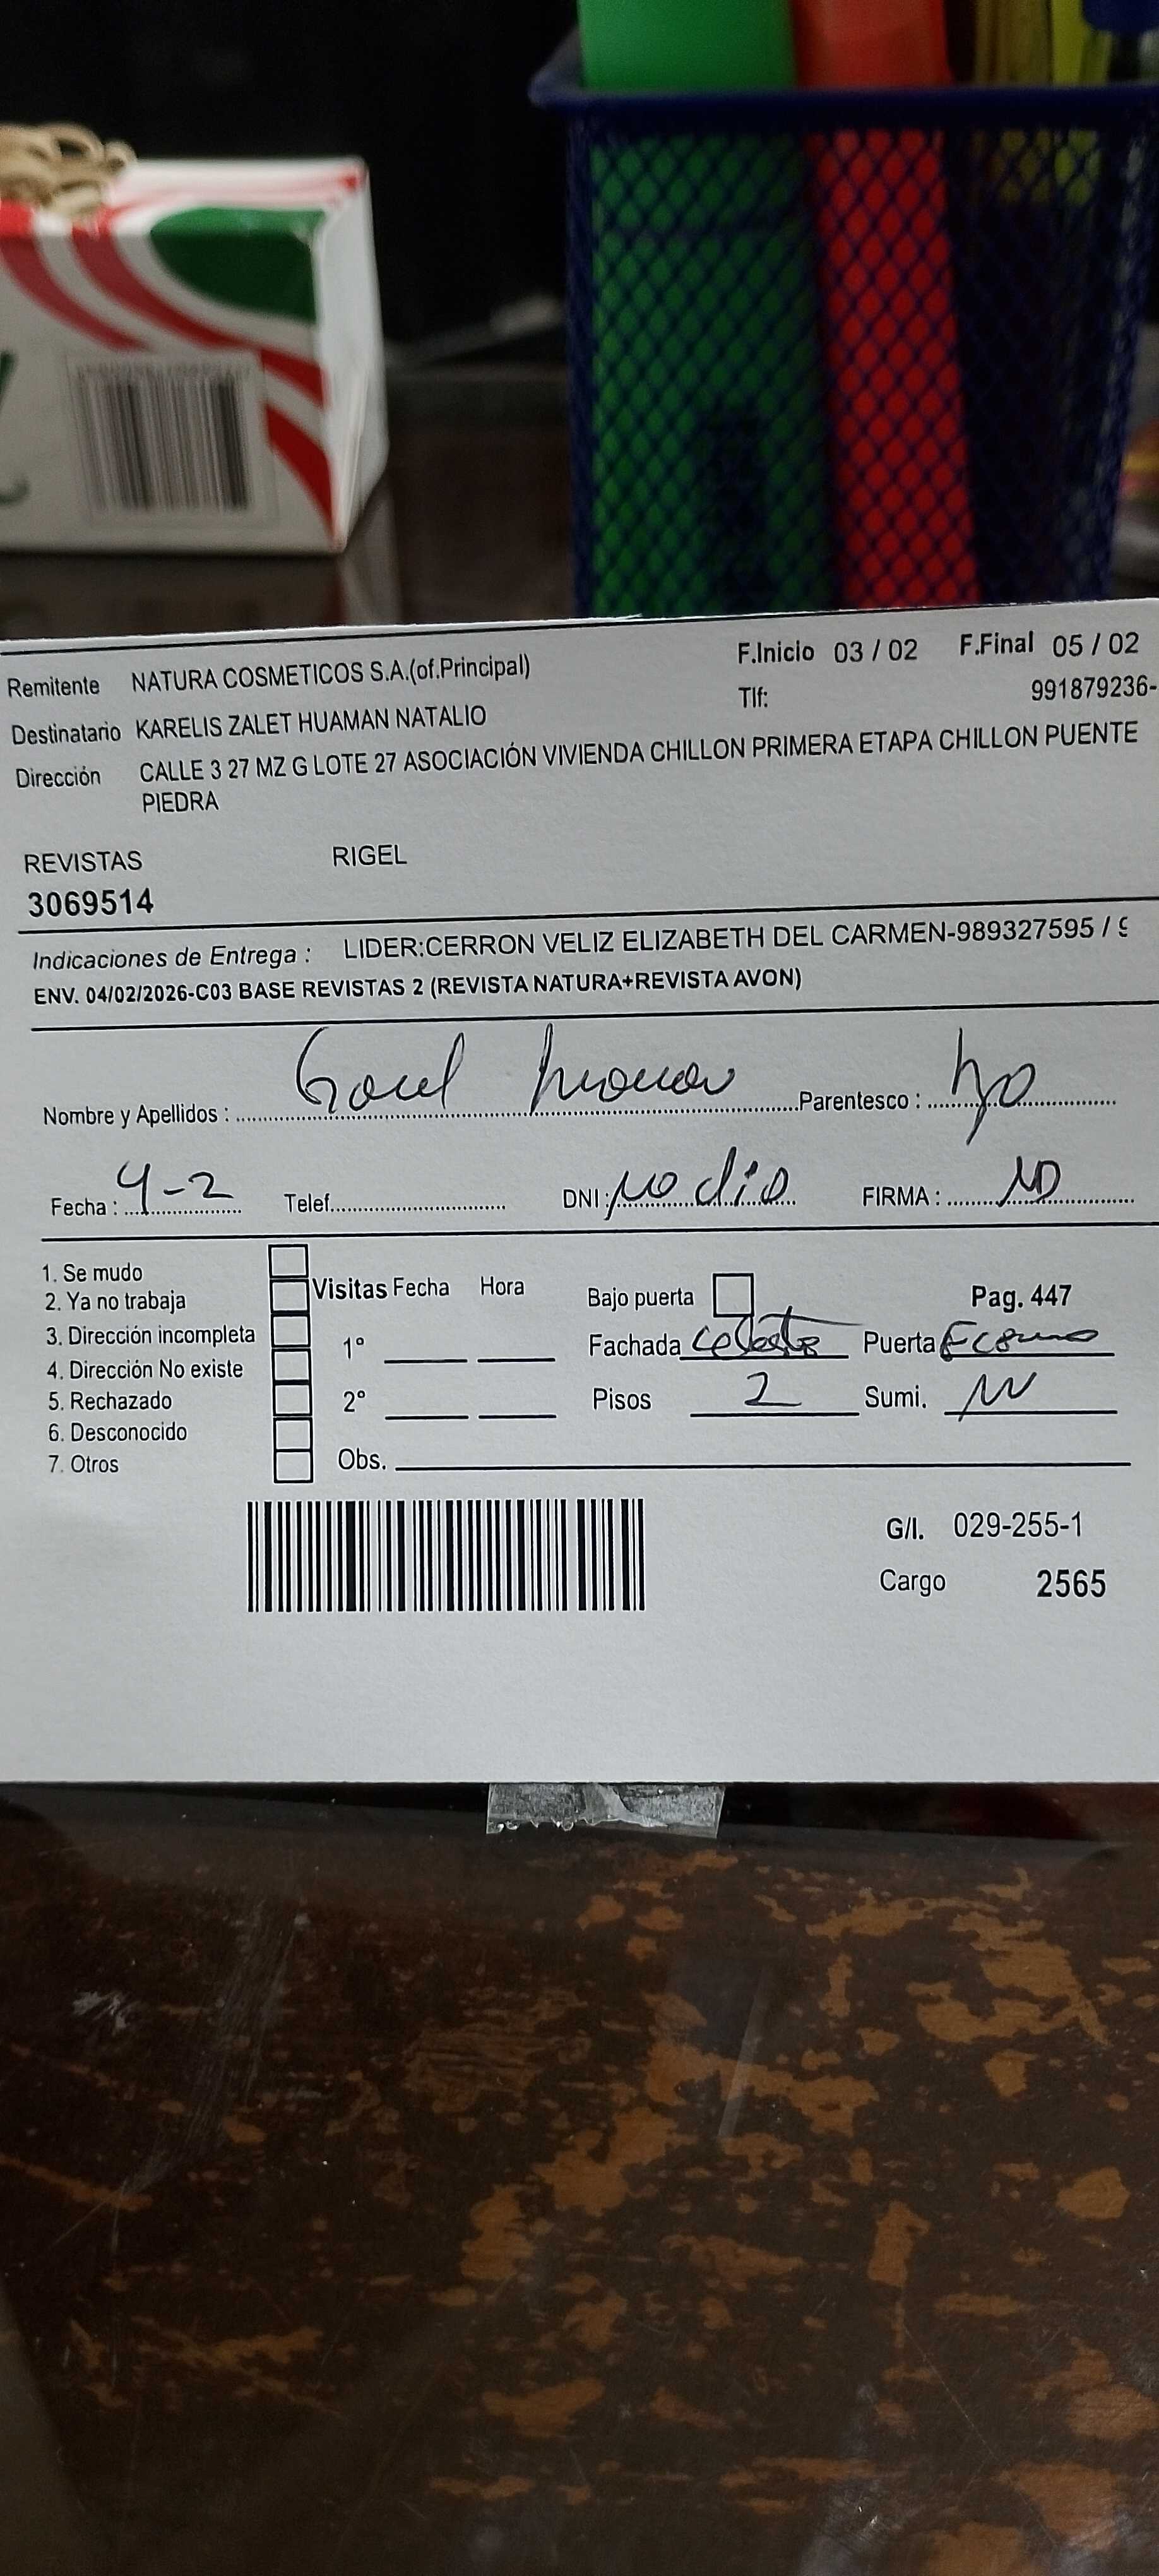 F.Inicio 03 / 02 F.Final 05 / 02
Remitente NATURA COSMETICOS S.A.(of.Principal)
Tlf: 991879236-
Destinatario KARELIS ZALET HUAMAN NATALIO
Dirección CALLE 3 27 MZ G LOTE 27 ASOCIACIÓN VIVIENDA CHILLON PRIMERA ETAPA CHILLON PUENTE
PIEDRA
REVISTAS RIGEL
3069514
Indicaciones de Entrega : LIDER:CERRON VELIZ ELIZABETH DEL CARMEN-989327595 / 9
ENV. 04/02/2026-C03 BASE REVISTAS 2 (REVISTA NATURA+REVISTA AVON)
Nombre y Apellidos : Parentesco :
Fecha : 4-2 Telef. DNI: no dio FIRMA : ND
1. Se mudo
2. Ya no trabaja
3. Dirección incompleta
4. Dirección No existe
5. Rechazado
6. Desconocido
7. Otros
Visitas Fecha Hora
1°
2°
Obs.
Bajo puerta Pag. 447
Fachada celeste Puerta
Pisos 2 Sumi.
G/I. 029-255-1
Cargo 2565